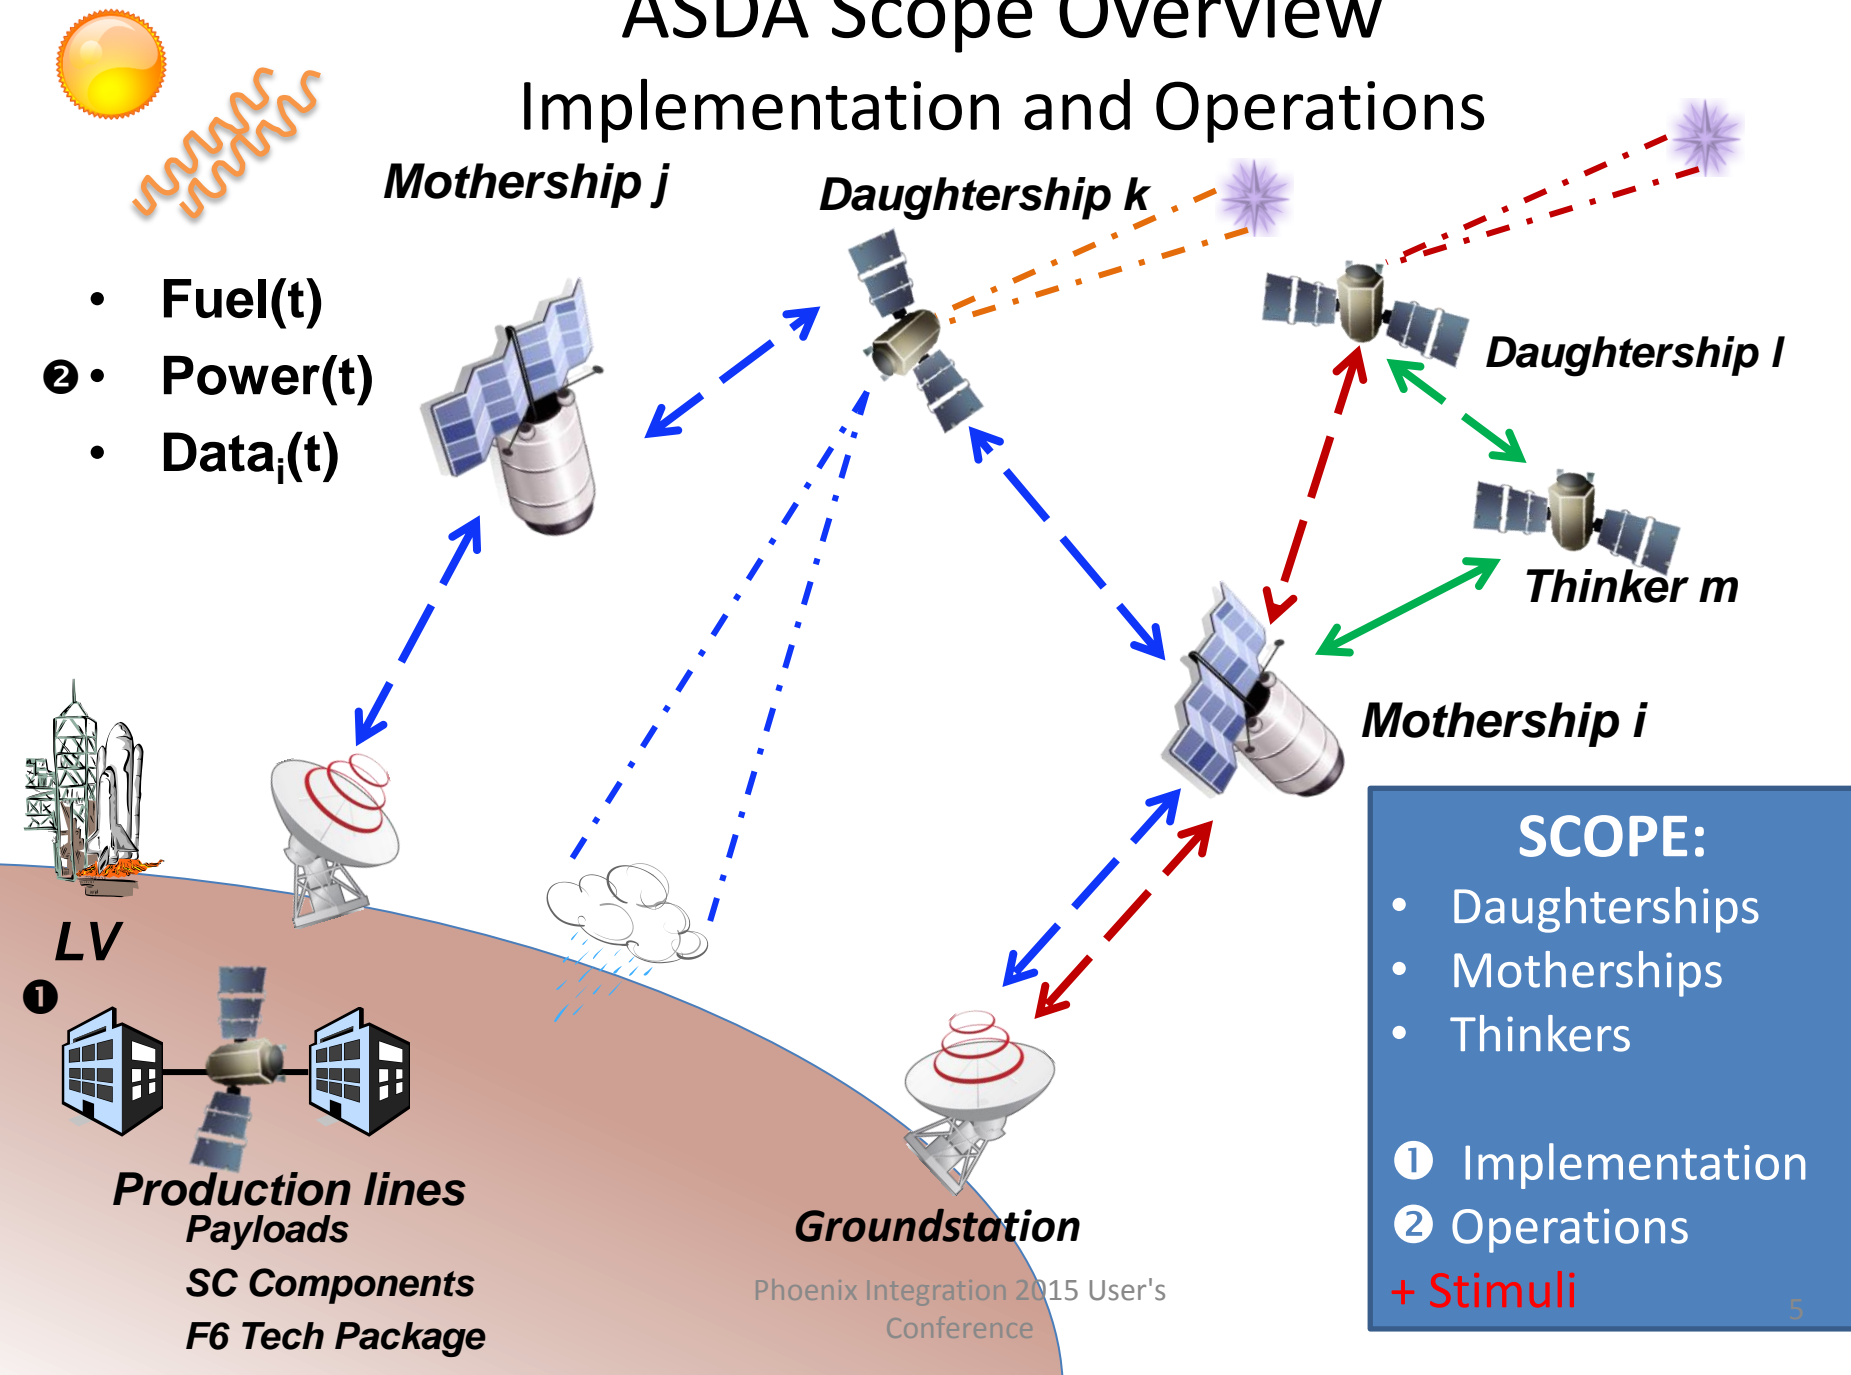 ASDA Scope Overview
Implementation and Operations
Mothership j
Daughtership k
• Fuel(t)
❷ • Power(t)
• Dataᵢ(t)
Daughtership l
Thinker m
Mothership i
LV
❶
Production lines
Payloads
SC Components
F6 Tech Package
Groundstation
Phoenix Integration 2015 User's
Conference
SCOPE:
• Daughterships
• Motherships
• Thinkers
❶ Implementation
❷ Operations
+ Stimuli
5